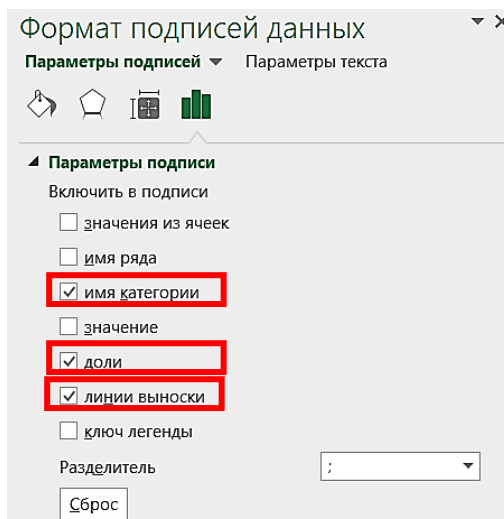 Формат подписей данных
Параметры подписей Параметры текста
Параметры подписи
Включить в подписи
значения из ячеек
имя ряда
имя категории
значение
доли
линии выноски
ключ легенды
Разделитель ;
Сброс